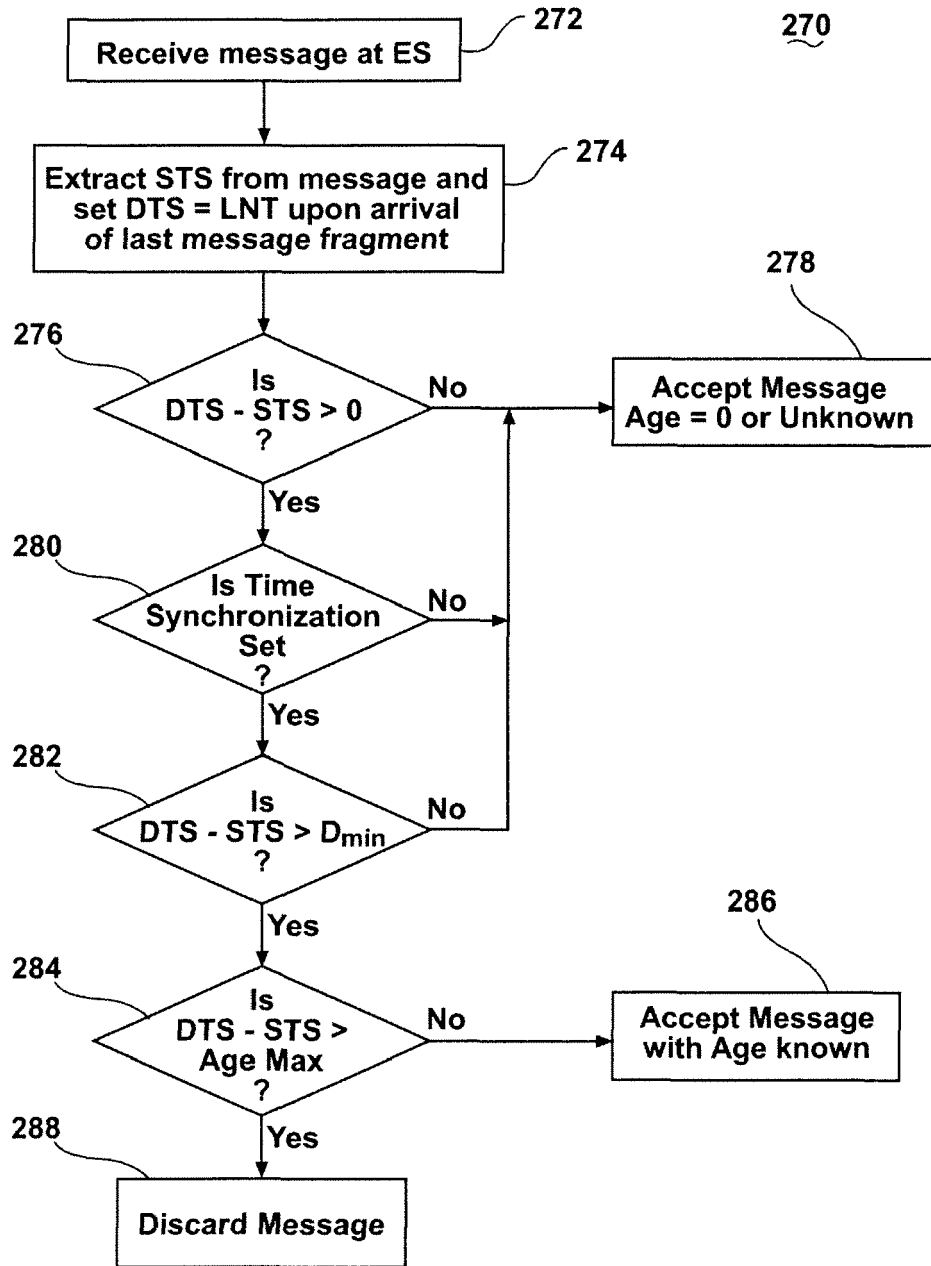 272
270
Receive message at ES
274
Extract STS from message and
set DTS = LNT upon arrival
of last message fragment
278
276
Is
DTS - STS > 0
?
No
Accept Message
Age = 0 or Unknown
Yes
280
Is Time
Synchronization
Set
?
No
Yes
282
Is
DTS - STS > Dmin
?
No
Yes
286
284
Is
DTS - STS >
Age Max
?
No
Accept Message
with Age known
Yes
288
Discard Message